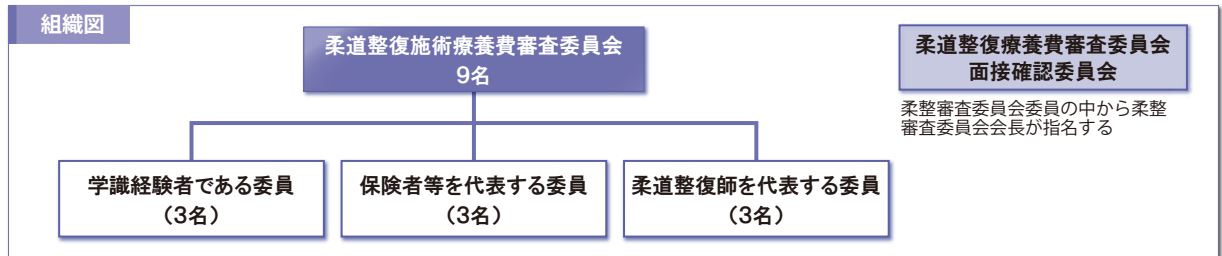 組織図
柔道整復施術療養費審査委員会
9名
柔道整復療養費審査委員会
面接確認委員会
柔整審査委員会委員の中から柔整
審査委員会会長が指名する
学識経験者である委員
（3名）
保険者等を代表する委員
（3名）
柔道整復師を代表する委員
（3名）